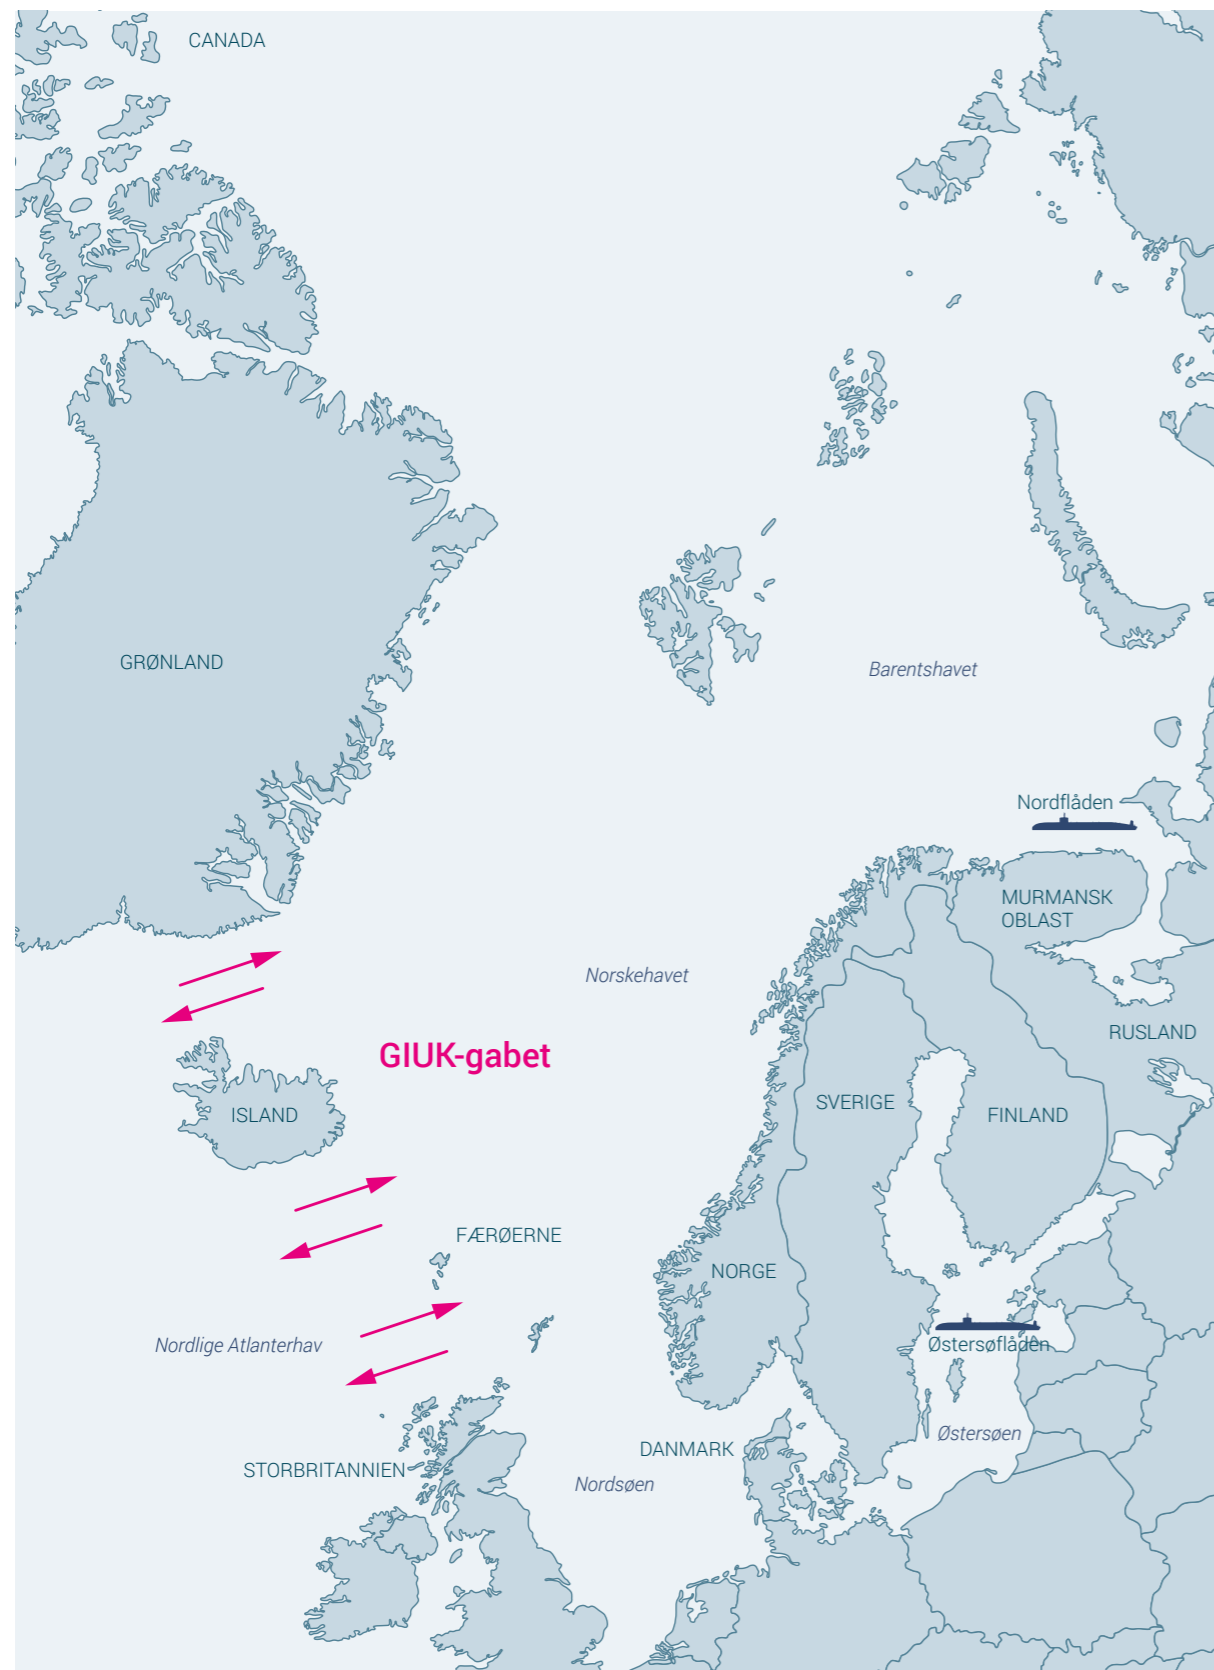 CANADA
GRØNLAND
Barentshavet
Nordflåden
MURMANSK
OBLAST
Norskehavet
RUSLAND
GIUK-gabet
SVERIGE
FINLAND
ISLAND
FÆRØERNE
NORGE
Nordlige Atlanterhav
Østersøflåden
Østersøen
DANMARK
STORBRITANNIEN
Nordsøen